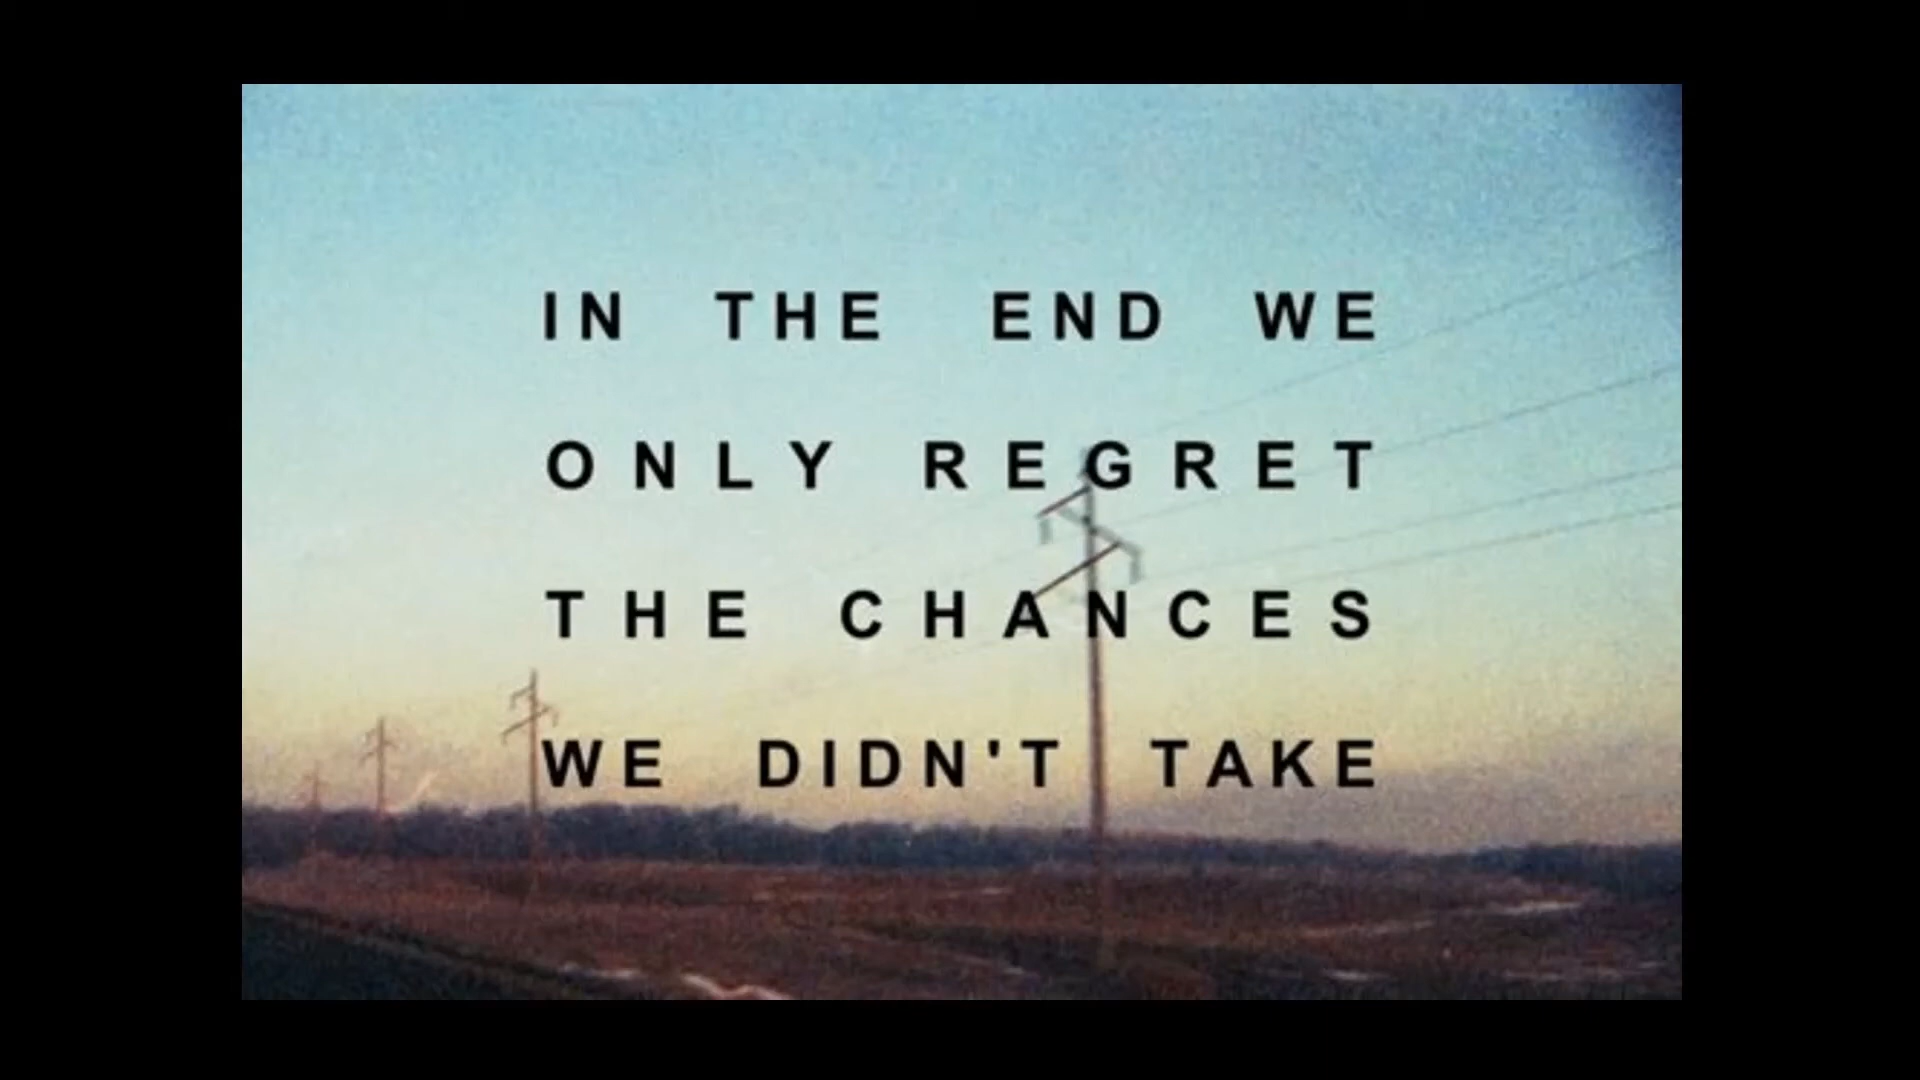 IN THE END WE
ONLY REGRET
THE CHANCES
WE DIDN'T TAKE